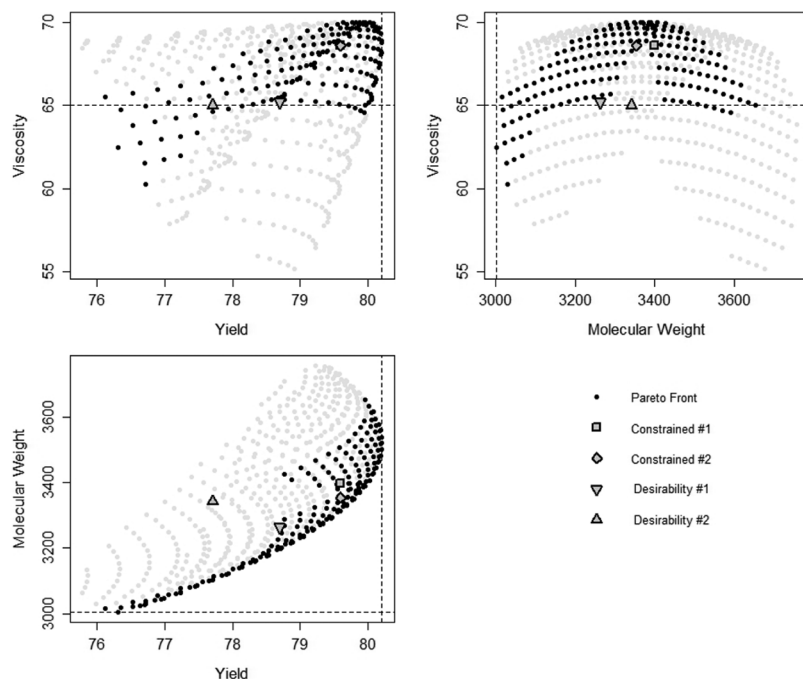 70
65
60
55
Viscosity
76 77 78 79 80
Yield
70
65
60
55
Viscosity
3000 3200 3400 3600
Molecular Weight
3600
3400
3200
3000
Molecular Weight
76 77 78 79 80
Yield
Pareto Front
Constrained #1
Constrained #2
Desirability #1
Desirability #2